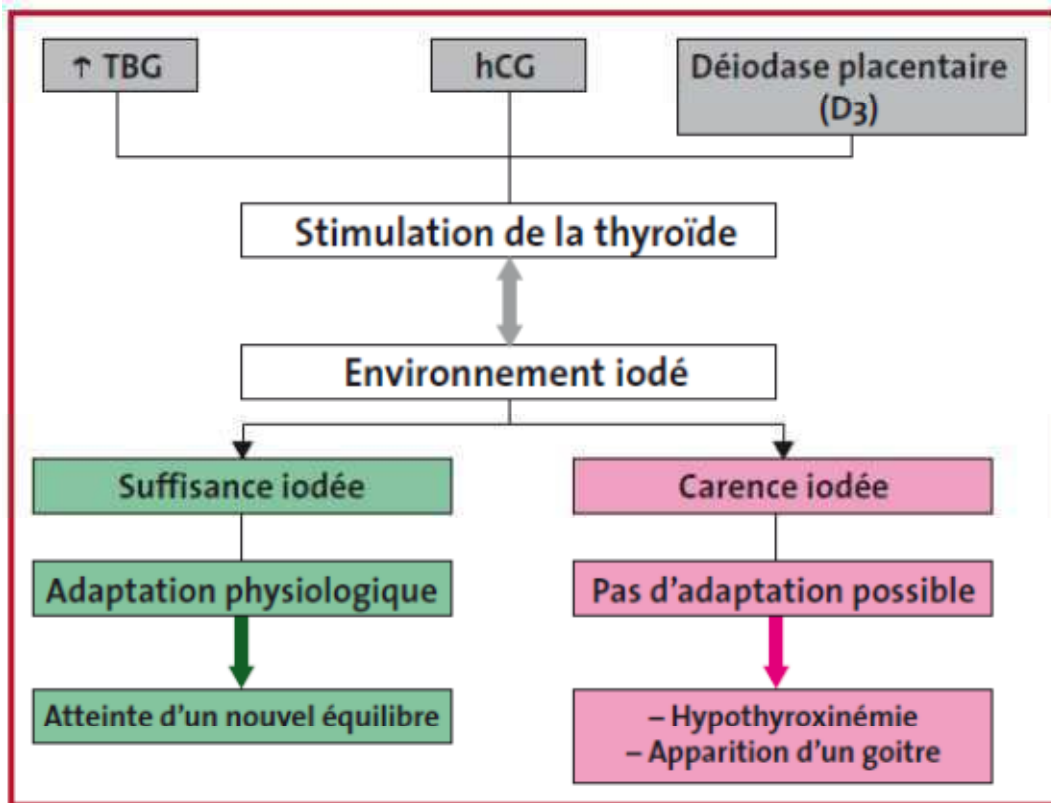 ↑ TBG
hCG
Déiodase placentaire
(D3)
Stimulation de la thyroïde
Environnement iodé
Suffisance iodée
Carence iodée
Adaptation physiologique
Pas d'adaptation possible
Atteinte d'un nouvel équilibre
– Hypothyroxinémie
– Apparition d'un goitre